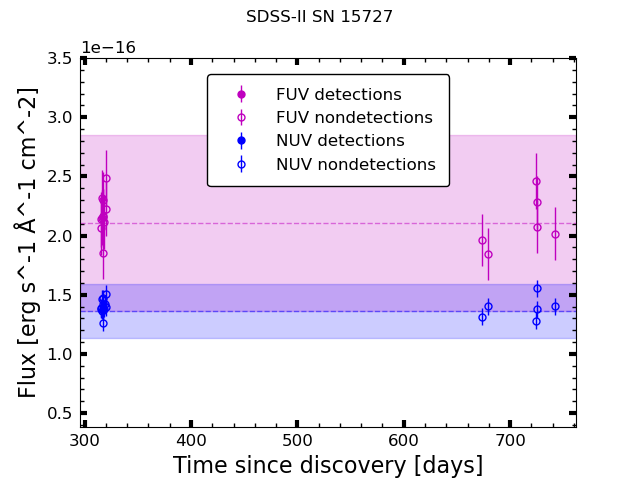 SDSS-II SN 15727
1e−16
3.5
3.0
2.5
2.0
1.5
1.0
0.5
Flux [erg s^-1 Å^-1 cm^-2]
FUV detections
FUV nondetections
NUV detections
NUV nondetections
300 400 500 600 700
Time since discovery [days]